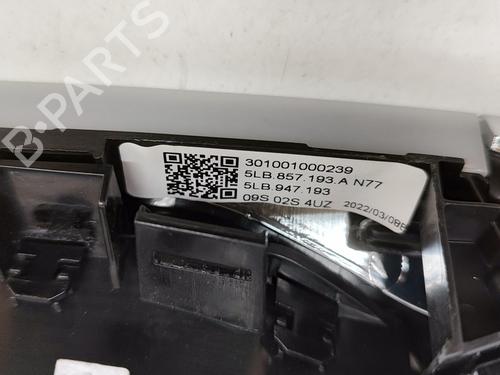 301001000239
5LB.857.193.A N77
5LB.947.193
09S 02S 4UZ 2022/03/08
B-PARTS